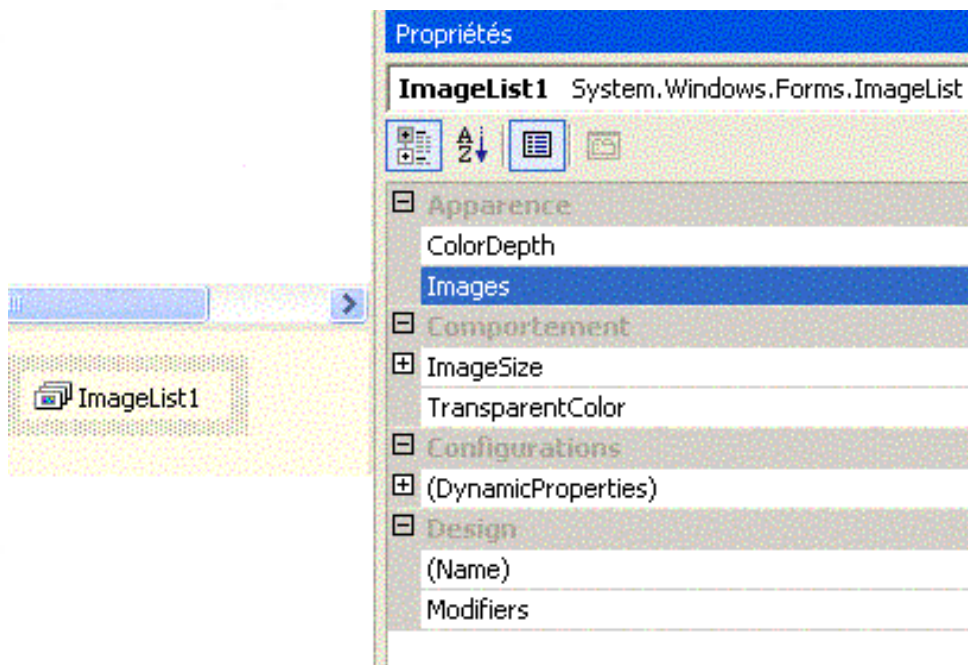 Propriétés
ImageList1 System.Windows.Forms.ImageList
Apparence
ColorDepth
Images
Comportement
ImageSize
TransparentColor
Configurations
(DynamicProperties)
Design
(Name)
Modifiers
ImageList1